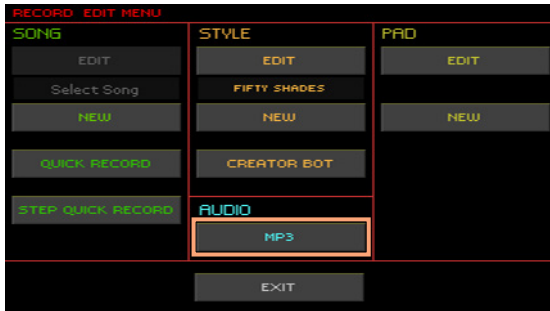 RECORD EDIT MENU
SONG
EDIT
Select Song
NEW
QUICK RECORD
STEP QUICK RECORD
STYLE
EDIT
FIFTY SHADES
NEW
CREATOR BOT
AUDIO
MP3
PAD
EDIT
NEW
EXIT